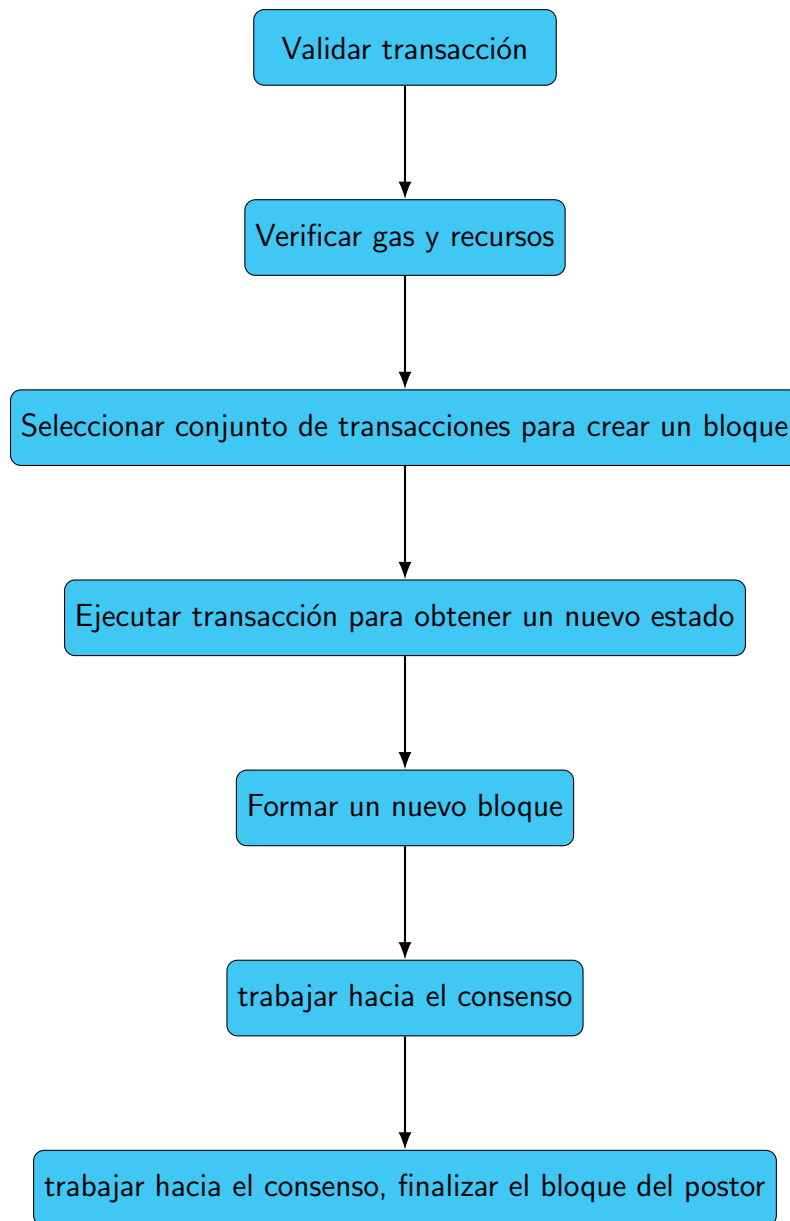 Validar transacción
Verificar gas y recursos
Seleccionar conjunto de transacciones para crear un bloque
Ejecutar transacción para obtener un nuevo estado
Formar un nuevo bloque
trabajar hacia el consenso
trabajar hacia el consenso, finalizar el bloque del postor